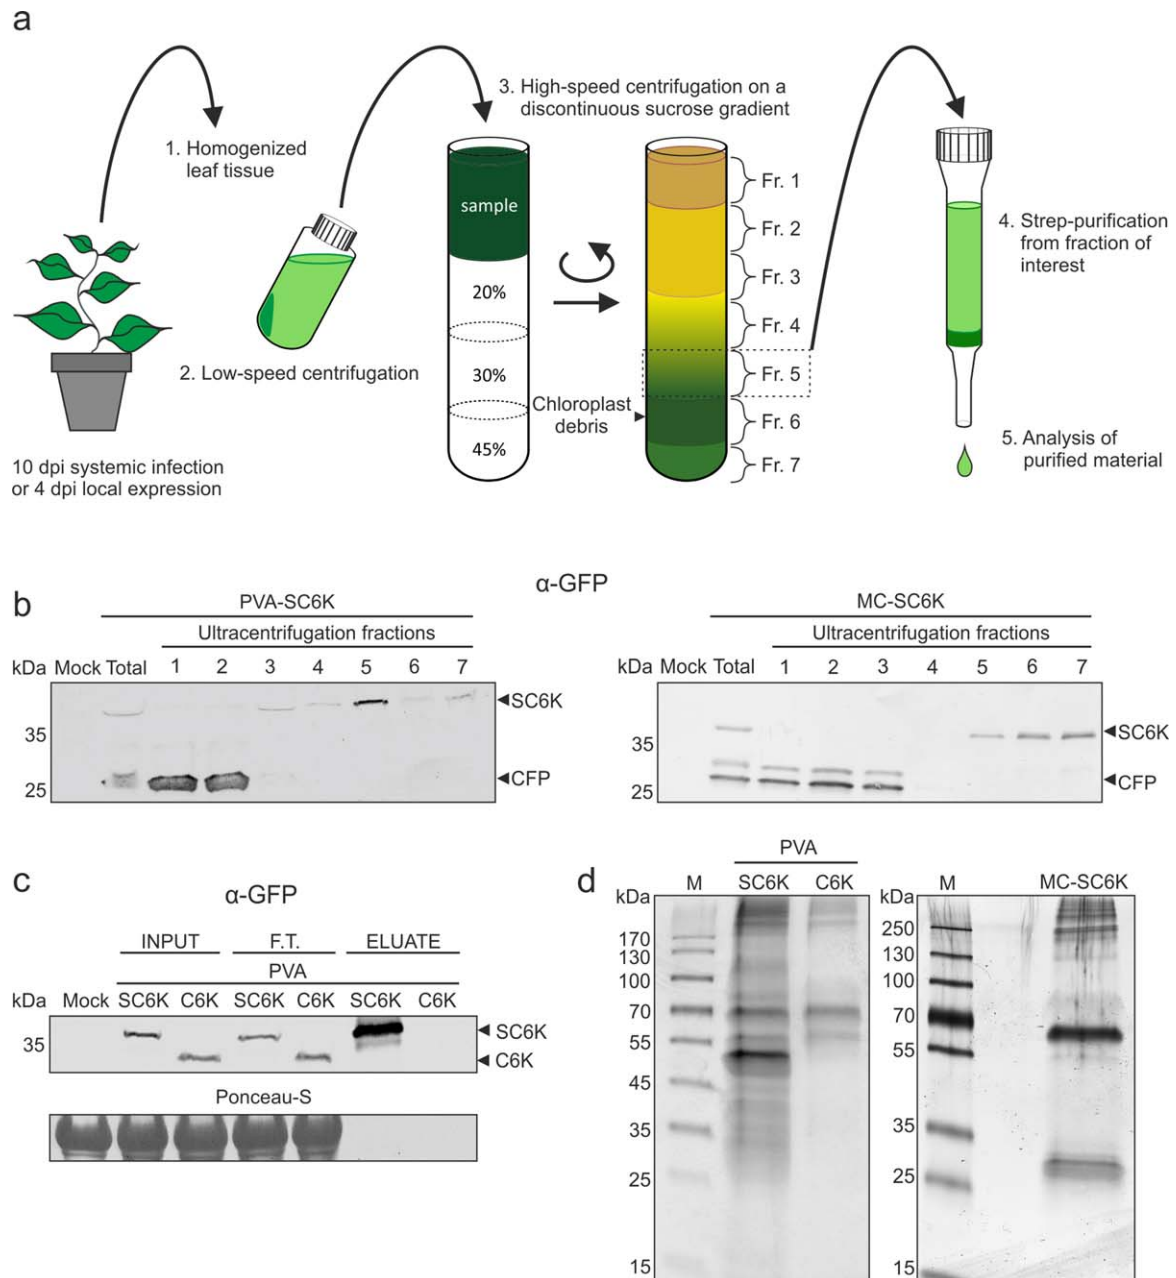 a
1. Homogenized
leaf tissue
2. Low-speed centrifugation
10 dpi systemic infection
or 4 dpi local expression
3. High-speed centrifugation on a
discontinuous sucrose gradient
sample
20%
30%
45%
Chloroplast
debris
Fr. 1
Fr. 2
Fr. 3
Fr. 4
Fr. 5
Fr. 6
Fr. 7
4. Strep-purification
from fraction of
interest
5. Analysis of
purified material
α-GFP
b
PVA-SC6K
Ultracentrifugation fractions
kDa Mock Total 1 2 3 4 5 6 7
35
25
SC6K
CFP
MC-SC6K
Ultracentrifugation fractions
kDa Mock Total 1 2 3 4 5 6 7
35
25
SC6K
CFP
c
α-GFP
INPUT F.T. ELUATE
PVA
kDa Mock SC6K C6K SC6K C6K SC6K C6K
35
SC6K
C6K
Ponceau-S
d
PVA
kDa M SC6K C6K
170
130
100
70
55
45
35
25
15
kDa M MC-SC6K
250
130
100
70
55
35
25
15